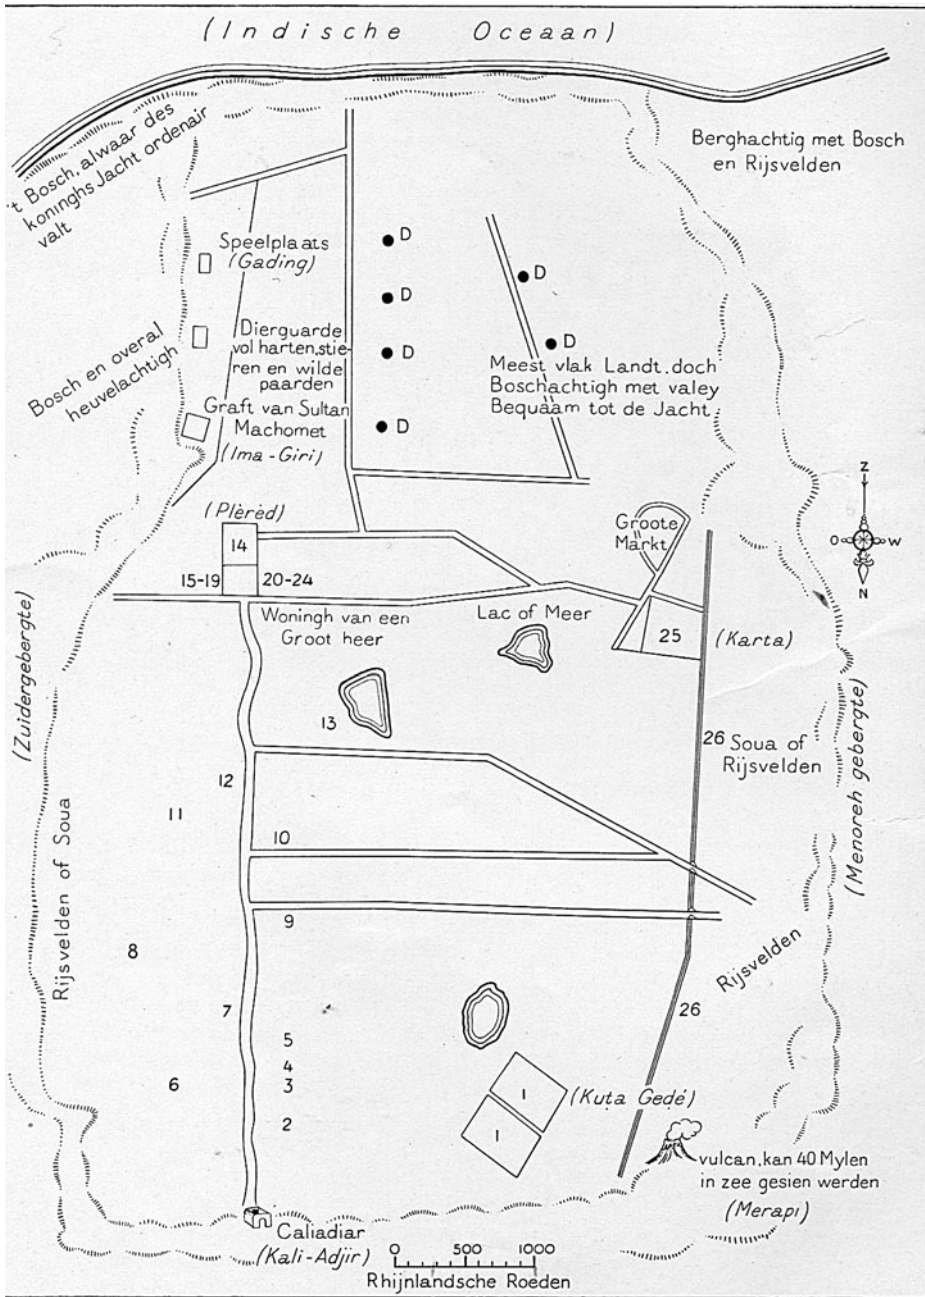 (Indische Oceaan)
't Bosch, alwaar des
koninghs Jacht ordenair
valt
Berghachtig met Bosch
en Rijsvelden
Speelplaats
(Gading)
D
D
D
D
D
D
Bosch en overal
heuvelachtigh
Dierguarde
vol harten, stie-
ren en wilde
paarden
Meest vlak Landt. doch
Boschachtigh met valey
Bequaam tot de Jacht
Graft van Sultan
Machomet
(Ima-Giri)
Z
O W
N
(Plèrèd)
14
15-19
20-24
Groote
Markt
Woningh van een
Groot heer
Lac of Meer
25
(Karta)
(Zuidergebergte)
13
26 Soua of
Rijsvelden
(Menoreh gebergte)
12
11
10
Rijsvelden of Soua
9
8
Rijsvelden
7
26
5
4
3
6
2
1
1
(Kuṭa Geḍé)
vulcan, kan 40 Mylen
in zee gesien werden
(Merapi)
Caliadiar
(Kali-Adjir)
0 500 1000
Rhijnlandsche Roeden